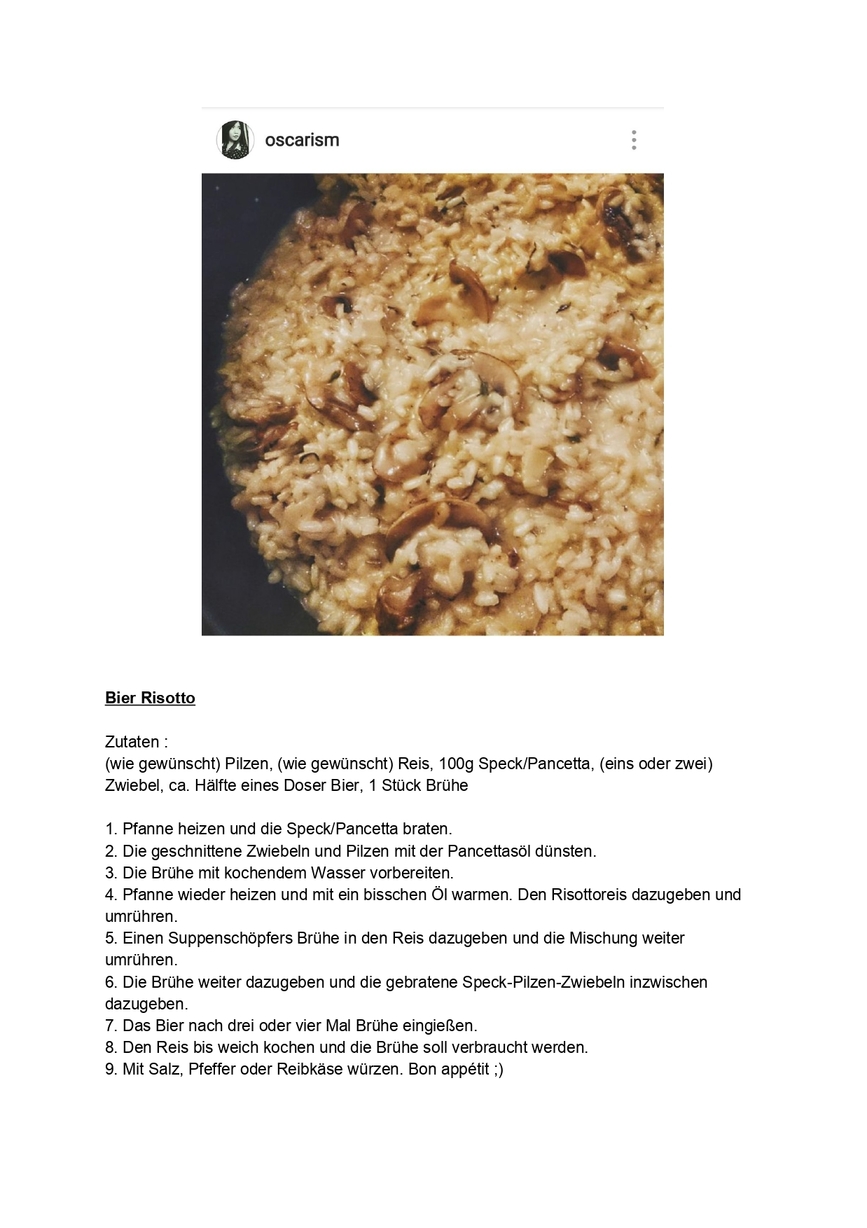 oscarism
Bier Risotto
Zutaten :
(wie gewünscht) Pilzen, (wie gewünscht) Reis, 100g Speck/Pancetta, (eins oder zwei)
Zwiebel, ca. Hälfte eines Doser Bier, 1 Stück Brühe
1. Pfanne heizen und die Speck/Pancetta braten.
2. Die geschnittene Zwiebeln und Pilzen mit der Pancettasöl dünsten.
3. Die Brühe mit kochendem Wasser vorbereiten.
4. Pfanne wieder heizen und mit ein bisschen Öl warmen. Den Risottoreis dazugeben und
umrühren.
5. Einen Suppenschöpfers Brühe in den Reis dazugeben und die Mischung weiter
umrühren.
6. Die Brühe weiter dazugeben und die gebratene Speck-Pilzen-Zwiebeln inzwischen
dazugeben.
7. Das Bier nach drei oder vier Mal Brühe eingießen.
8. Den Reis bis weich kochen und die Brühe soll verbraucht werden.
9. Mit Salz, Pfeffer oder Reibkäse würzen. Bon appétit ;)